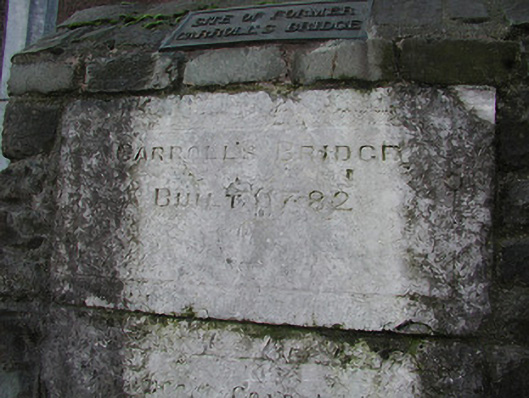 SITE OF FORMER
CARROLL'S BRIDGE
CARROLL'S BRIDGE
BUILT 1782